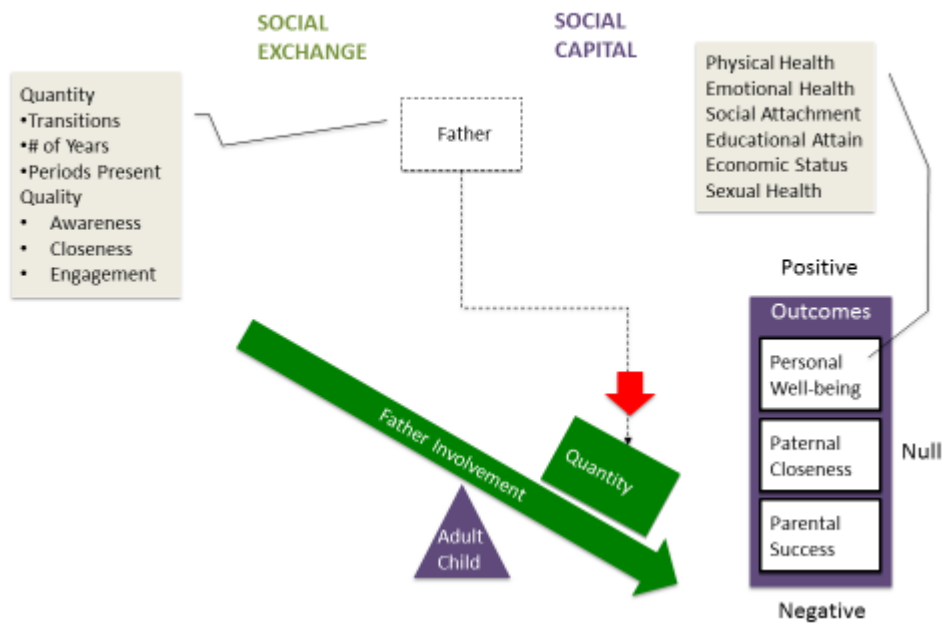 SOCIAL
EXCHANGE
SOCIAL
CAPITAL
Quantity
•Transitions
•# of Years
•Periods Present
Quality
• Awareness
• Closeness
• Engagement
Father
Physical Health
Emotional Health
Social Attachment
Educational Attain
Economic Status
Sexual Health
Positive
Outcomes
Personal
Well-being
Paternal
Closeness
Parental
Success
Null
Negative
Father Involvement
Quantity
Adult
Child